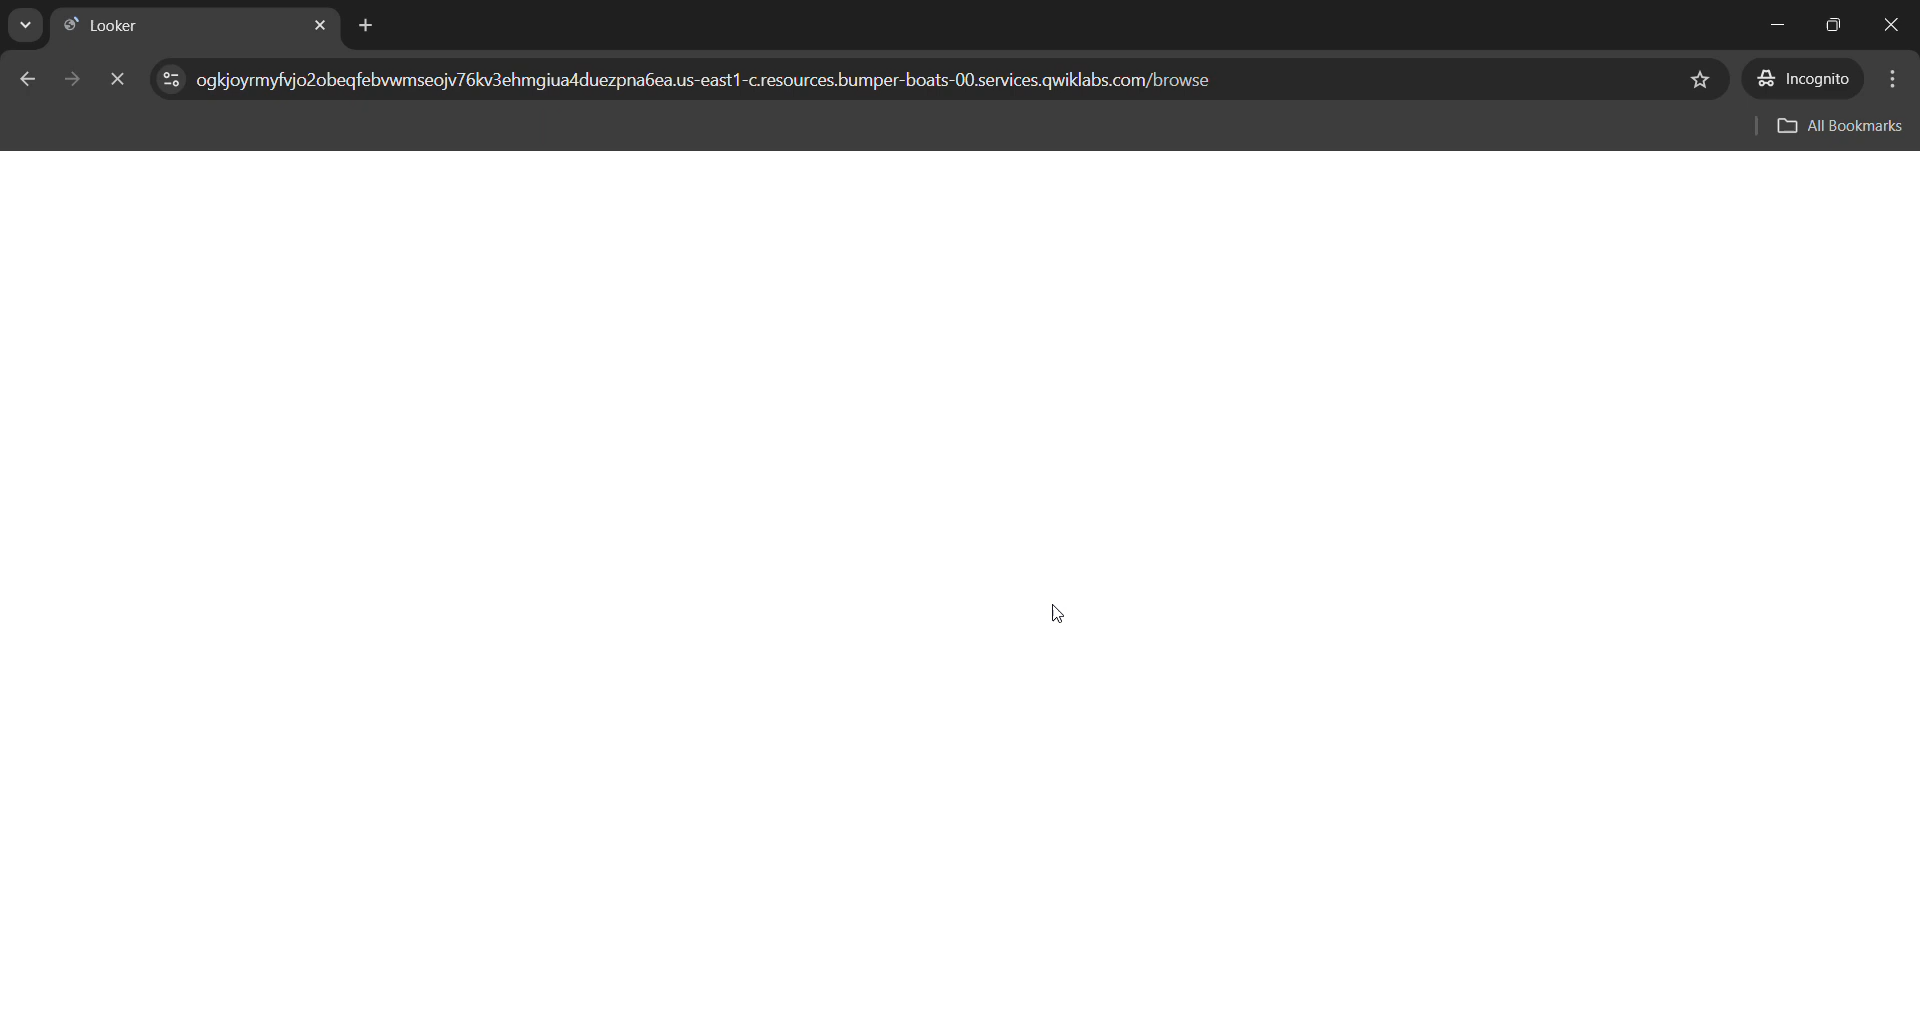 Looker
ogkjoyrmyfvjo2obeqfebvwmseojv76kv3ehmgiua4duezpna6ea.us-east1-c.resources.bumper-boats-00.services.qwiklabs.com/browse
Incognito
All Bookmarks